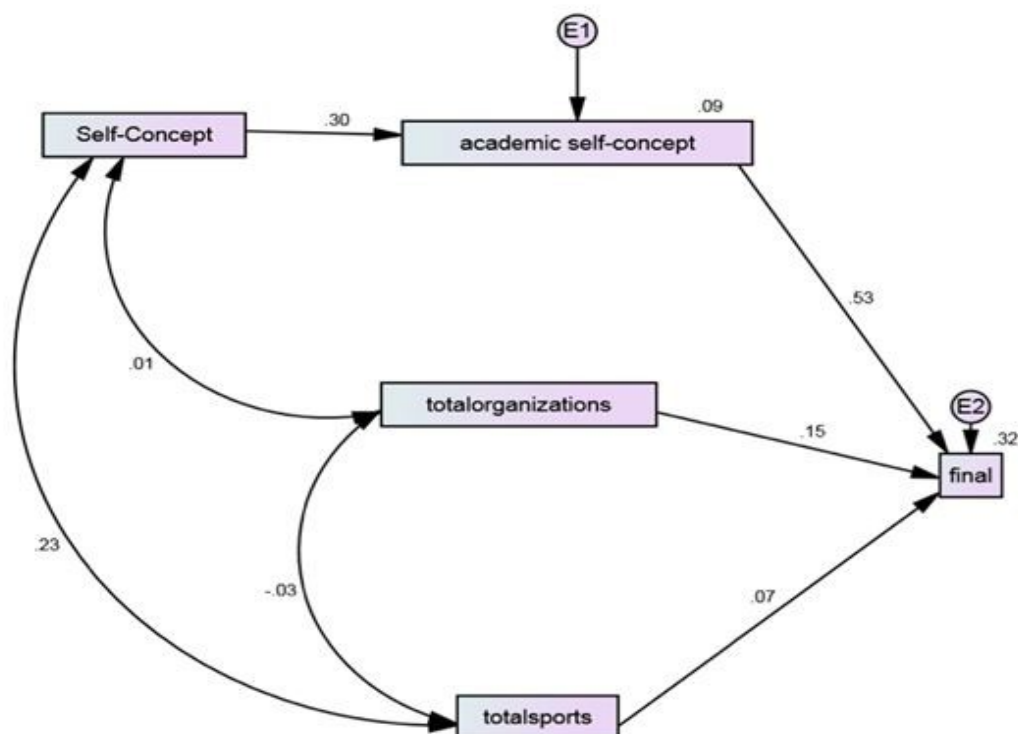 E1
.09
Self-Concept
.30
academic self-concept
.53
.01
totalorganizations
E2
.15
.32
final
.23
-.03
.07
totalsports